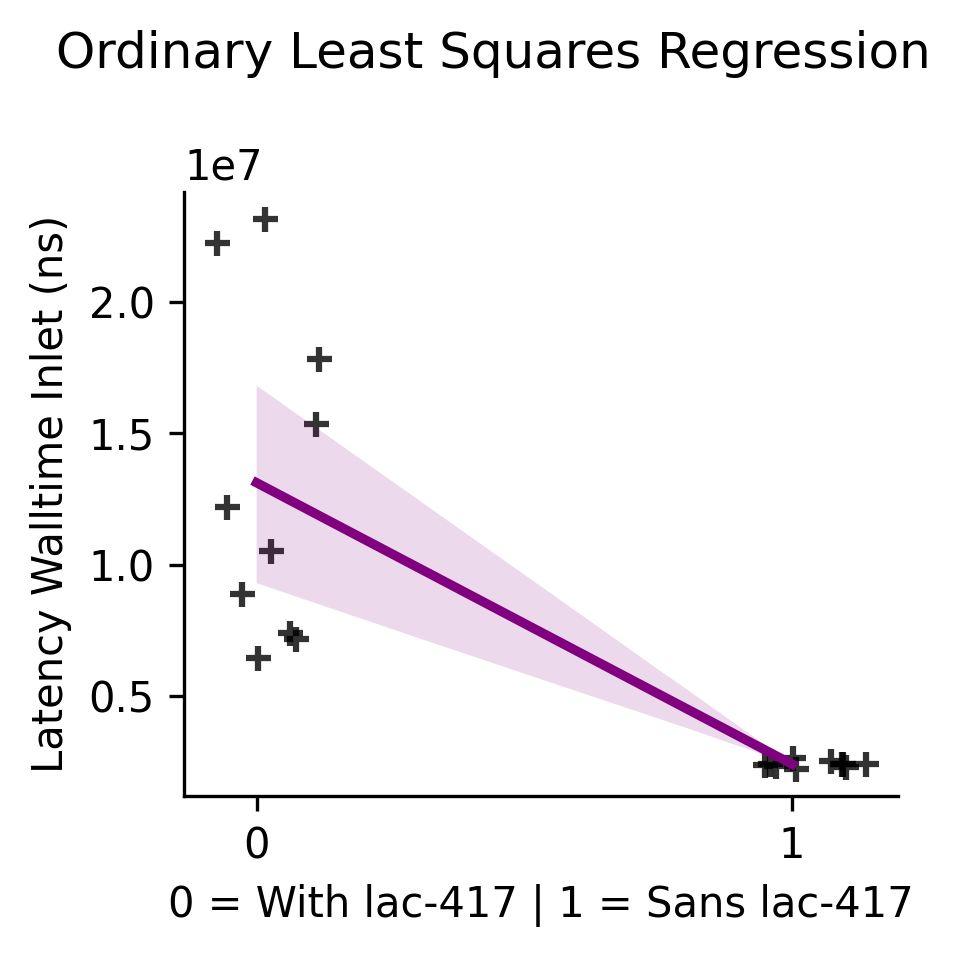 Ordinary Least Squares Regression
1e7
Latency Walltime Inlet (ns)
2.0
1.5
1.0
0.5
0
1
0 = With lac-417 | 1 = Sans lac-417